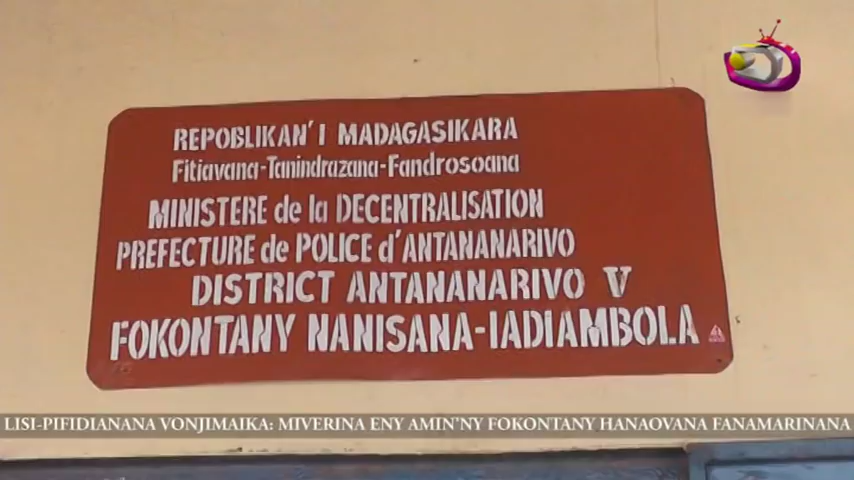 REPOBLIKAN'I MADAGASIKARA
Fitiavana-Tanindrazana-Fandrosoana
MINISTERE de la DECENTRALISATION
PREFECTURE de POLICE d'ANTANANARIVO
DISTRICT ANTANANARIVO V
FOKONTANY NANISANA-IADIAMBOLA
LISI-PIFIDIANANA VONJIMAIKA: MIVERINA ENY AMIN'NY FOKONTANY HANAOVANA FANAMARINANA